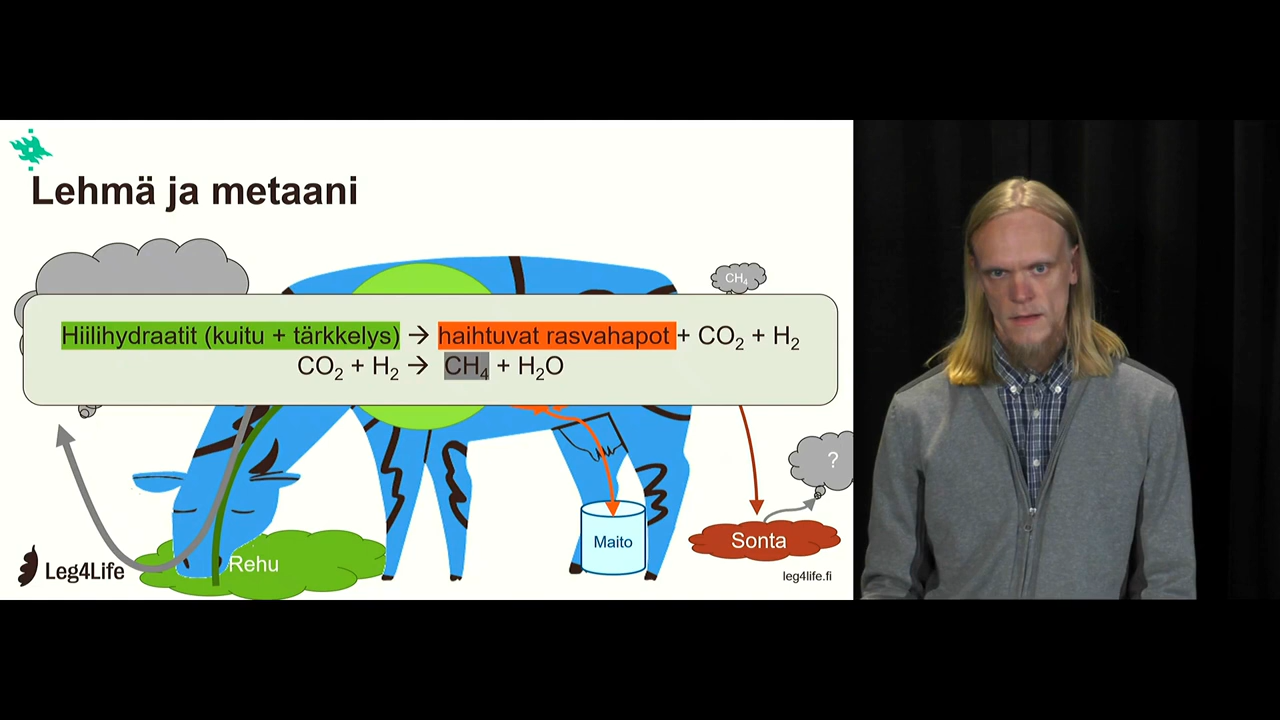 Lehmä ja metaani
CH₄
Hiilihydraatit (kuitu + tärkkelys) → haihtuvat rasvahapot + CO₂ + H₂
CO₂ + H₂ → CH₄ + H₂O
?
Maito
Sonta
Rehu
Leg4Life
leg4life.fi